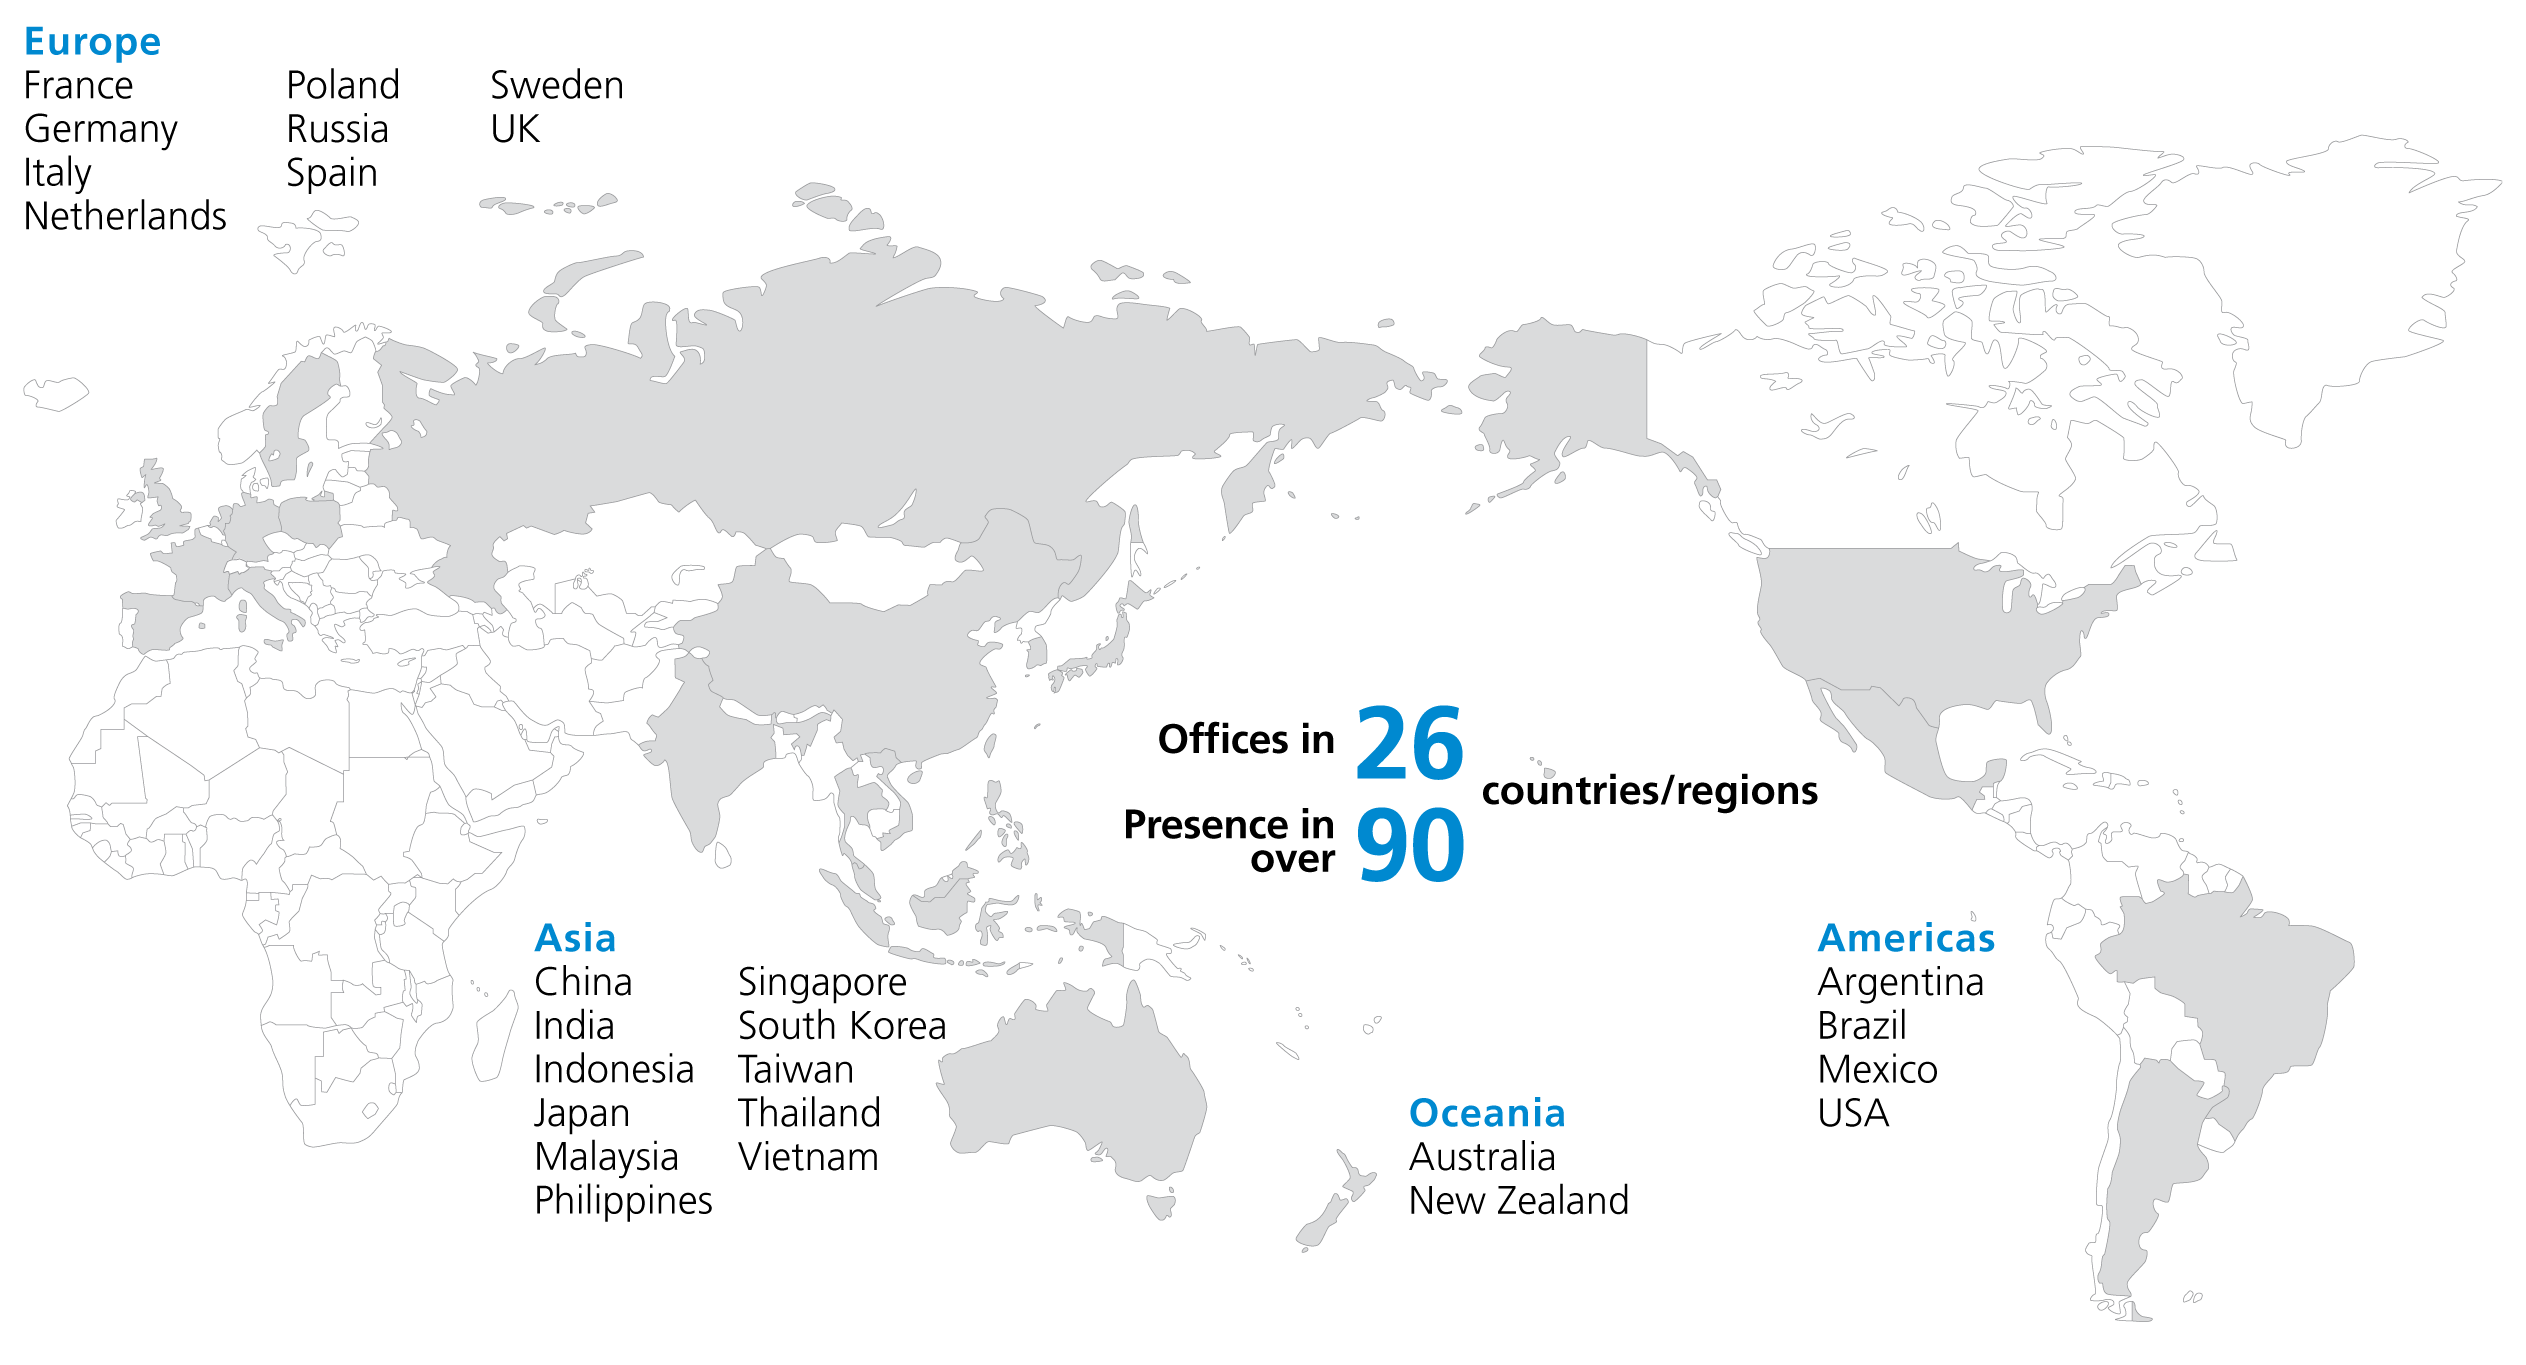 Europe
France
Germany
Italy
Netherlands
Poland
Russia
Spain
Sweden
UK
Offices in 26
Presence in over 90
countries/regions
Asia
China
India
Indonesia
Japan
Malaysia
Philippines
Singapore
South Korea
Taiwan
Thailand
Vietnam
Oceania
Australia
New Zealand
Americas
Argentina
Brazil
Mexico
USA